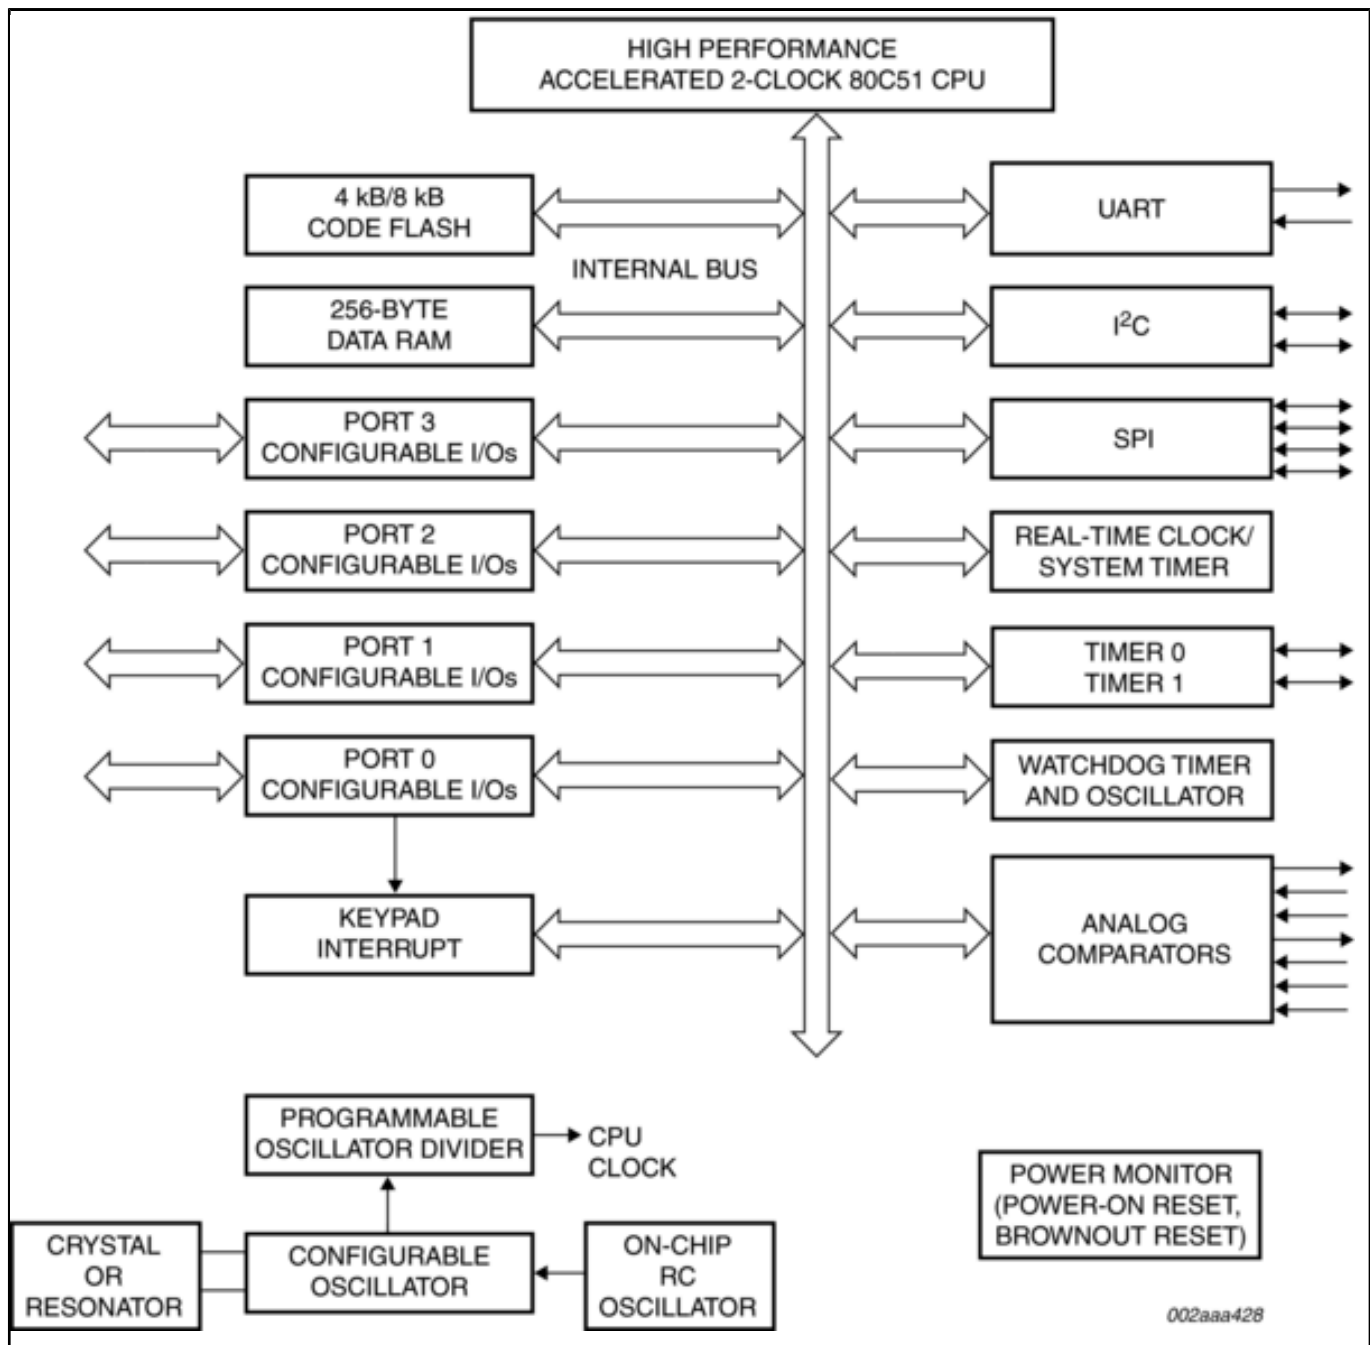 HIGH PERFORMANCE
ACCELERATED 2-CLOCK 80C51 CPU
4 kB/8 kB
CODE FLASH
UART
INTERNAL BUS
256-BYTE
DATA RAM
I²C
PORT 3
CONFIGURABLE I/Os
SPI
PORT 2
CONFIGURABLE I/Os
REAL-TIME CLOCK/
SYSTEM TIMER
PORT 1
CONFIGURABLE I/Os
TIMER 0
TIMER 1
PORT 0
CONFIGURABLE I/Os
WATCHDOG TIMER
AND OSCILLATOR
KEYPAD
INTERRUPT
ANALOG
COMPARATORS
PROGRAMMABLE
OSCILLATOR DIVIDER
CPU
CLOCK
POWER MONITOR
(POWER-ON RESET,
BROWNOUT RESET)
CRYSTAL
OR
RESONATOR
CONFIGURABLE
OSCILLATOR
ON-CHIP
RC
OSCILLATOR
002aaa428